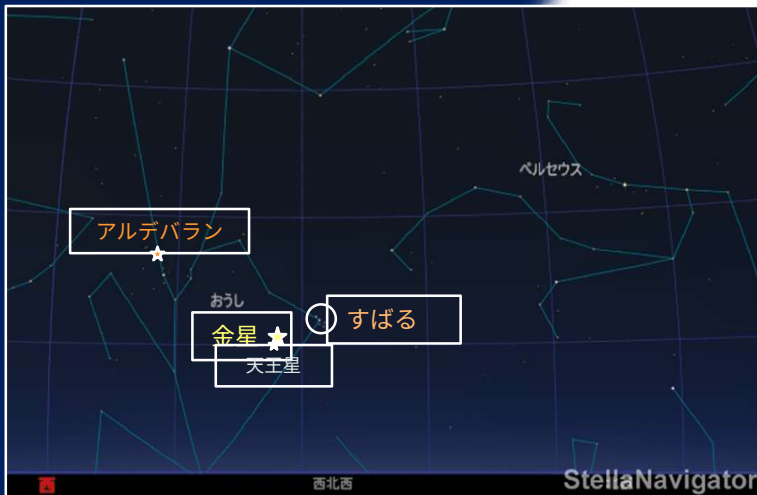 ペルセウス
アルデバラン
おうし
すばる
金星
天王星
西
西北西
StellaNavigator